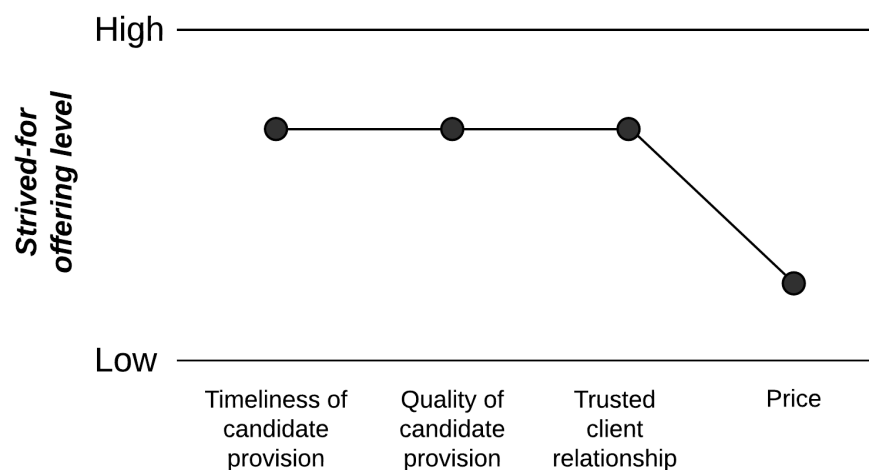 High
Strived-for
offering level
Low
Timeliness of
candidate
provision
Quality of
candidate
provision
Trusted
client
relationship
Price